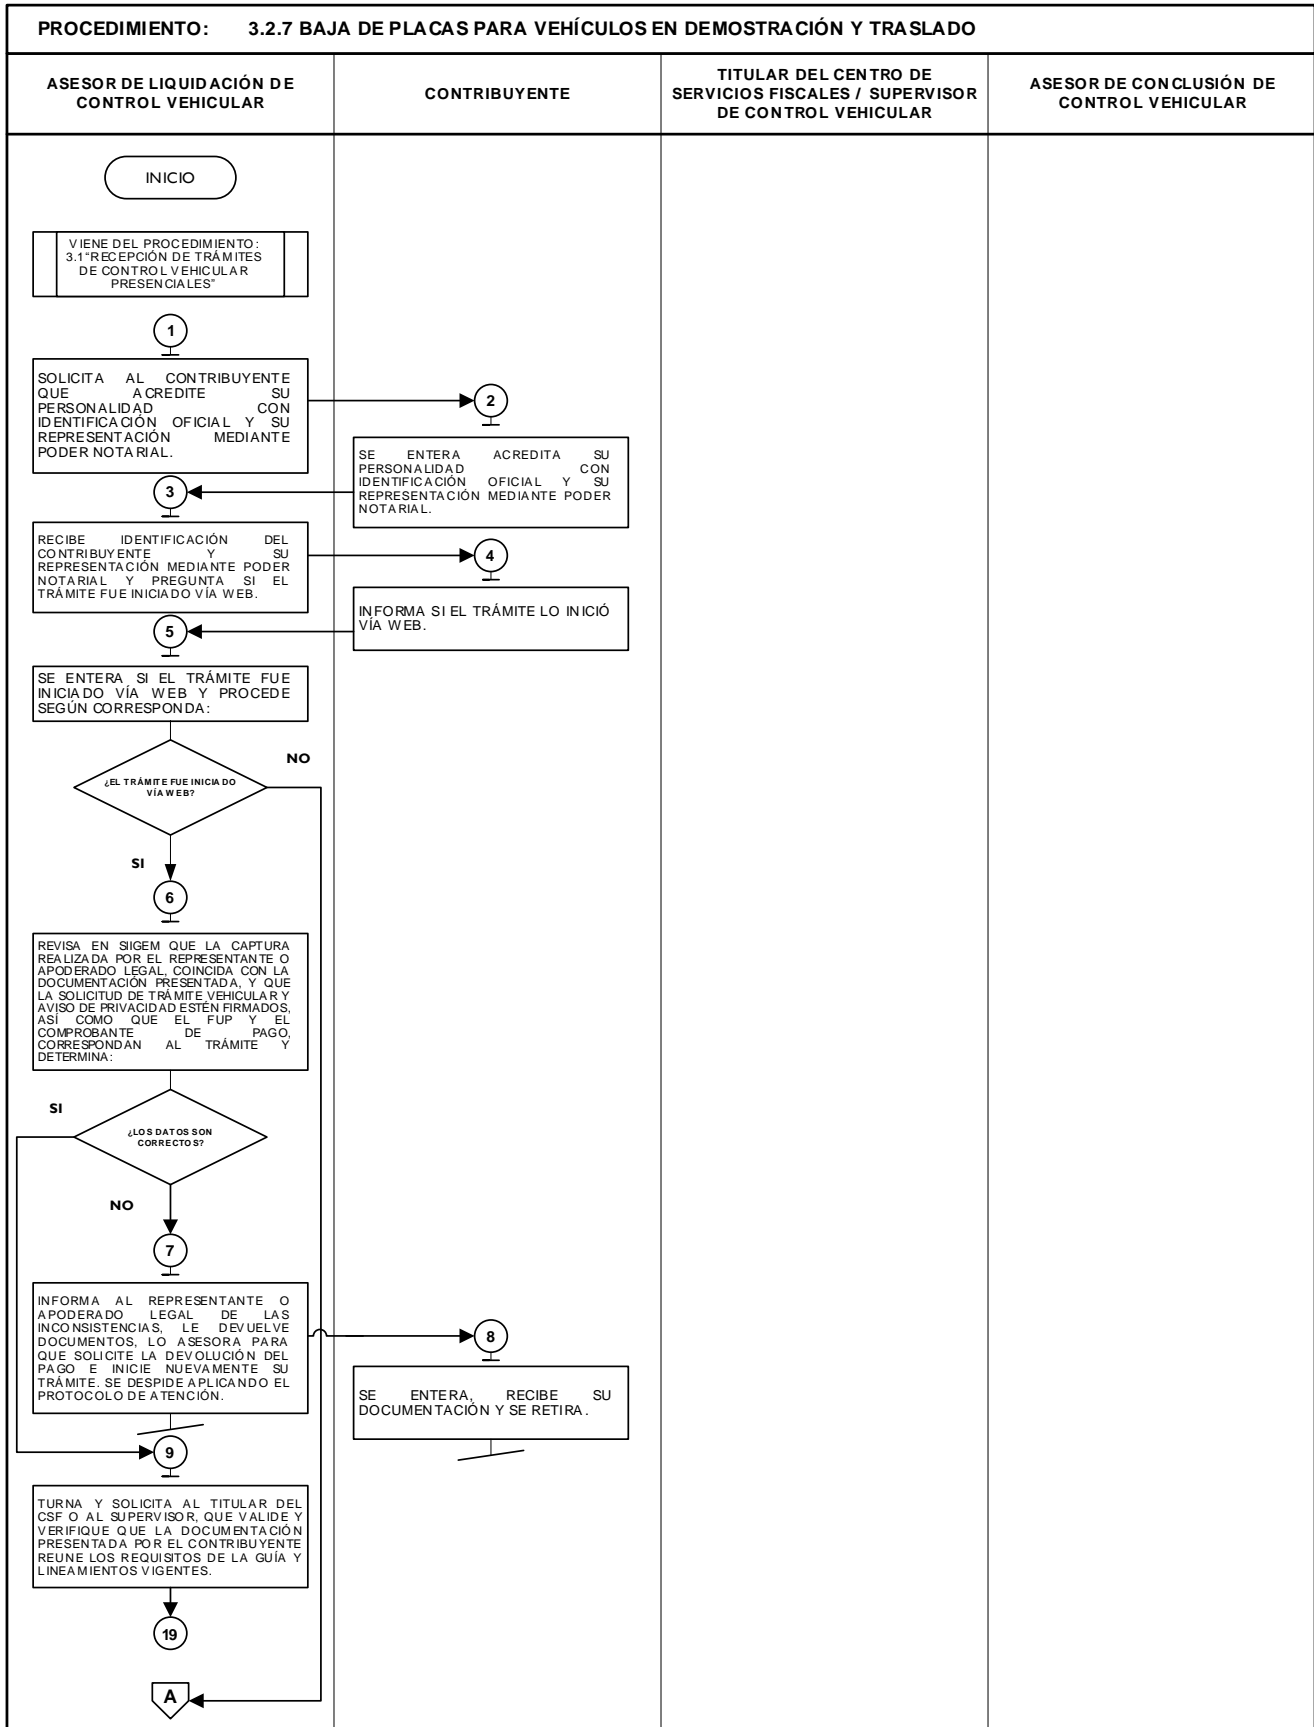 PROCEDIMIENTO: 3.2.7 BAJA DE PLACAS PARA VEHÍCULOS EN DEMOSTRACIÓN Y TRASLADO
ASESOR DE LIQUIDACIÓN DE
CONTROL VEHICULAR
CONTRIBUYENTE
TITULAR DEL CENTRO DE
SERVICIOS FISCALES / SUPERVISOR
DE CONTROL VEHICULAR
ASESOR DE CONCLUSIÓN DE
CONTROL VEHICULAR
INICIO
VIENE DEL PROCEDIMIENTO:
3.1“RECEPCIÓN DE TRÁMITES
DE CONTROL VEHICULAR
PRESENCIALES”
1
SOLICITA AL CONTRIBUYENTE
QUE ACREDITE SU
PERSONALIDAD CON
IDENTIFICACIÓN OFICIAL Y SU
REPRESENTACIÓN MEDIANTE
PODER NOTARIAL.
2
SE ENTERA ACREDITA SU
PERSONALIDAD CON
IDENTIFICACIÓN OFICIAL Y SU
REPRESENTACIÓN MEDIANTE PODER
NOTARIAL.
3
RECIBE IDENTIFICACIÓN DEL
CONTRIBUYENTE Y SU
REPRESENTACIÓN MEDIANTE PODER
NOTARIAL Y PREGUNTA SI EL
TRÁMITE FUE INICIADO VÍA WEB.
4
INFORMA SI EL TRÁMITE LO INICIÓ
VÍA WEB.
5
SE ENTERA SI EL TRÁMITE FUE
INICIADO VÍA WEB Y PROCEDE
SEGÚN CORRESPONDA:
¿EL TRÁMITE FUE INICIADO
VÍA WEB?
NO
SI
6
REVISA EN SIIGEM QUE LA CAPTURA
REALIZADA POR EL REPRESENTANTE O
APODERADO LEGAL, COINCIDA CON LA
DOCUMENTACIÓN PRESENTADA, Y QUE
LA SOLICITUD DE TRÁMITE VEHICULAR Y
AVISO DE PRIVACIDAD ESTÉN FIRMADOS,
ASÍ COMO QUE EL FUP Y EL
COMPROBANTE DE PAGO,
CORRESPONDAN AL TRÁMITE Y
DETERMINA:
SI
¿LOS DATOS SON
CORRECTOS?
NO
7
INFORMA AL REPRESENTANTE O
APODERADO LEGAL DE LAS
INCONSISTENCIAS, LE DEVUELVE
DOCUMENTOS, LO ASESORA PARA
QUE SOLICITE LA DEVOLUCIÓN DEL
PAGO E INICIE NUEVAMENTE SU
TRÁMITE. SE DESPIDE APLICANDO EL
PROTOCOLO DE ATENCIÓN.
8
SE ENTERA, RECIBE SU
DOCUMENTACIÓN Y SE RETIRA.
9
TURNA Y SOLICITA AL TITULAR DEL
CSF O AL SUPERVISOR, QUE VALIDE Y
VERIFIQUE QUE LA DOCUMENTACIÓN
PRESENTADA POR EL CONTRIBUYENTE
REUNE LOS REQUISITOS DE LA GUÍA Y
LINEAMIENTOS VIGENTES.
19
A